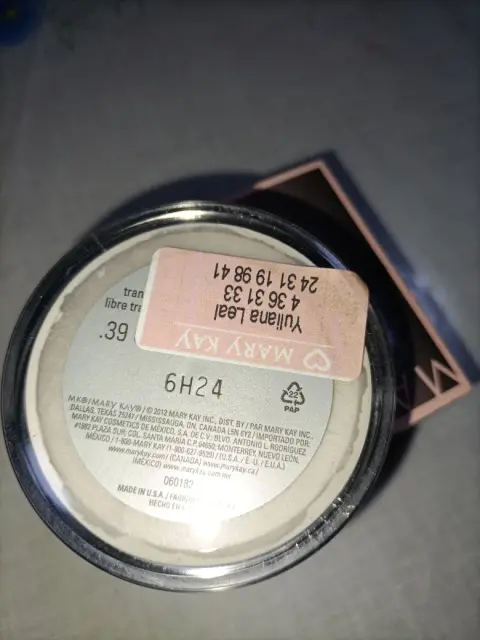 MARY KAY
Yuliana Leal
4 36 31 33
24 31 19 98 41
tran
libre tra
.39
6H24
22
PAP
MK®/MARY KAY® / © 2012 MARY KAY INC., DIST. BY / PAR MARY KAY INC.,
DALLAS, TEXAS 75247 / MISSISSAUGA, ON, CANADA L5N 6Y2 / IMPORTADO POR:
MARY KAY COSMETICS DE MÉXICO, S.A. DE C.V.; BLVD. ANTONIO L. RODRÍGUEZ
#1882 PLAZA SUR; COL. SANTA MARÍA C.P. 64650; MONTERREY, NUEVO LEÓN,
MÉXICO / 1-800-MARY KAY (1-800-627-9529) / (U.S.A. / É.-U. / E.U.A.)
www.marykay.com/ (CANADA) www.marykay.ca/
(MÉXICO) www.marykay.com.mx
060182
MADE IN U.S.A. /
HECHO EN
M